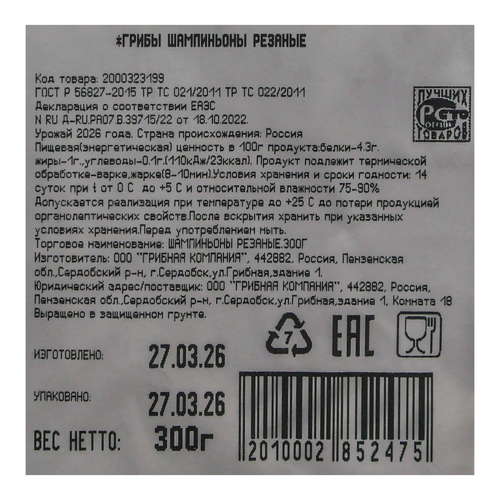 *ГРИБЫ ШАМПИНЬОНЫ РЕЗАНЫЕ
Код товара: 2000323199
ГОСТ Р 56827-2015 ТР ТС 021/2011 ТР ТС 022/2011
Декларация о соответствии ЕАЭС
N RU Д-RU.РА07.В.39715/22 от 18.10.2022.
Урожай 2026 года. Страна происхождения: Россия
Пищевая(энергетическая) ценность в 100г продукта:белки-4.3г.
жиры-1г.,углеводы-0.1г.(110кДж/23ккал). Продукт подлежит термической
обработке-варке,жарке(8-10мин).Условия хранения и сроки годности: 14
суток при t от 0 С до +5 С и относительной влажности 75-90%
Допускается реализация при температуре до +25 С до потери продукцией
органолептических свойств.После вскрытия хранить при указанных
условиях хранения.Перед употреблением мыть.
Торговое наименование: ШАМПИНЬОНЫ РЕЗАНЫЕ.300Г
Изготовитель: ООО "ГРИБНАЯ КОМПАНИЯ", 442882, Россия, Пензенская
обл.,Сердобский р-н, г.Сердобск,ул.Грибная,здание 1.
Юридический адрес/поставщик: ООО "ГРИБНАЯ КОМПАНИЯ", 442895, Россия,
Пензенская обл.,Сердобский р-н, г.Сердобск,ул.Грибная,здание 1, Комната 18
Выращено в защищенном грунте.
ЛУЧШИХ
ТОВАРОВ
7
EAC
ИЗГОТОВЛЕНО: 27.03.26
УПАКОВАНО: 27.03.26
ВЕС НЕТТО: 300г
2010002 852475